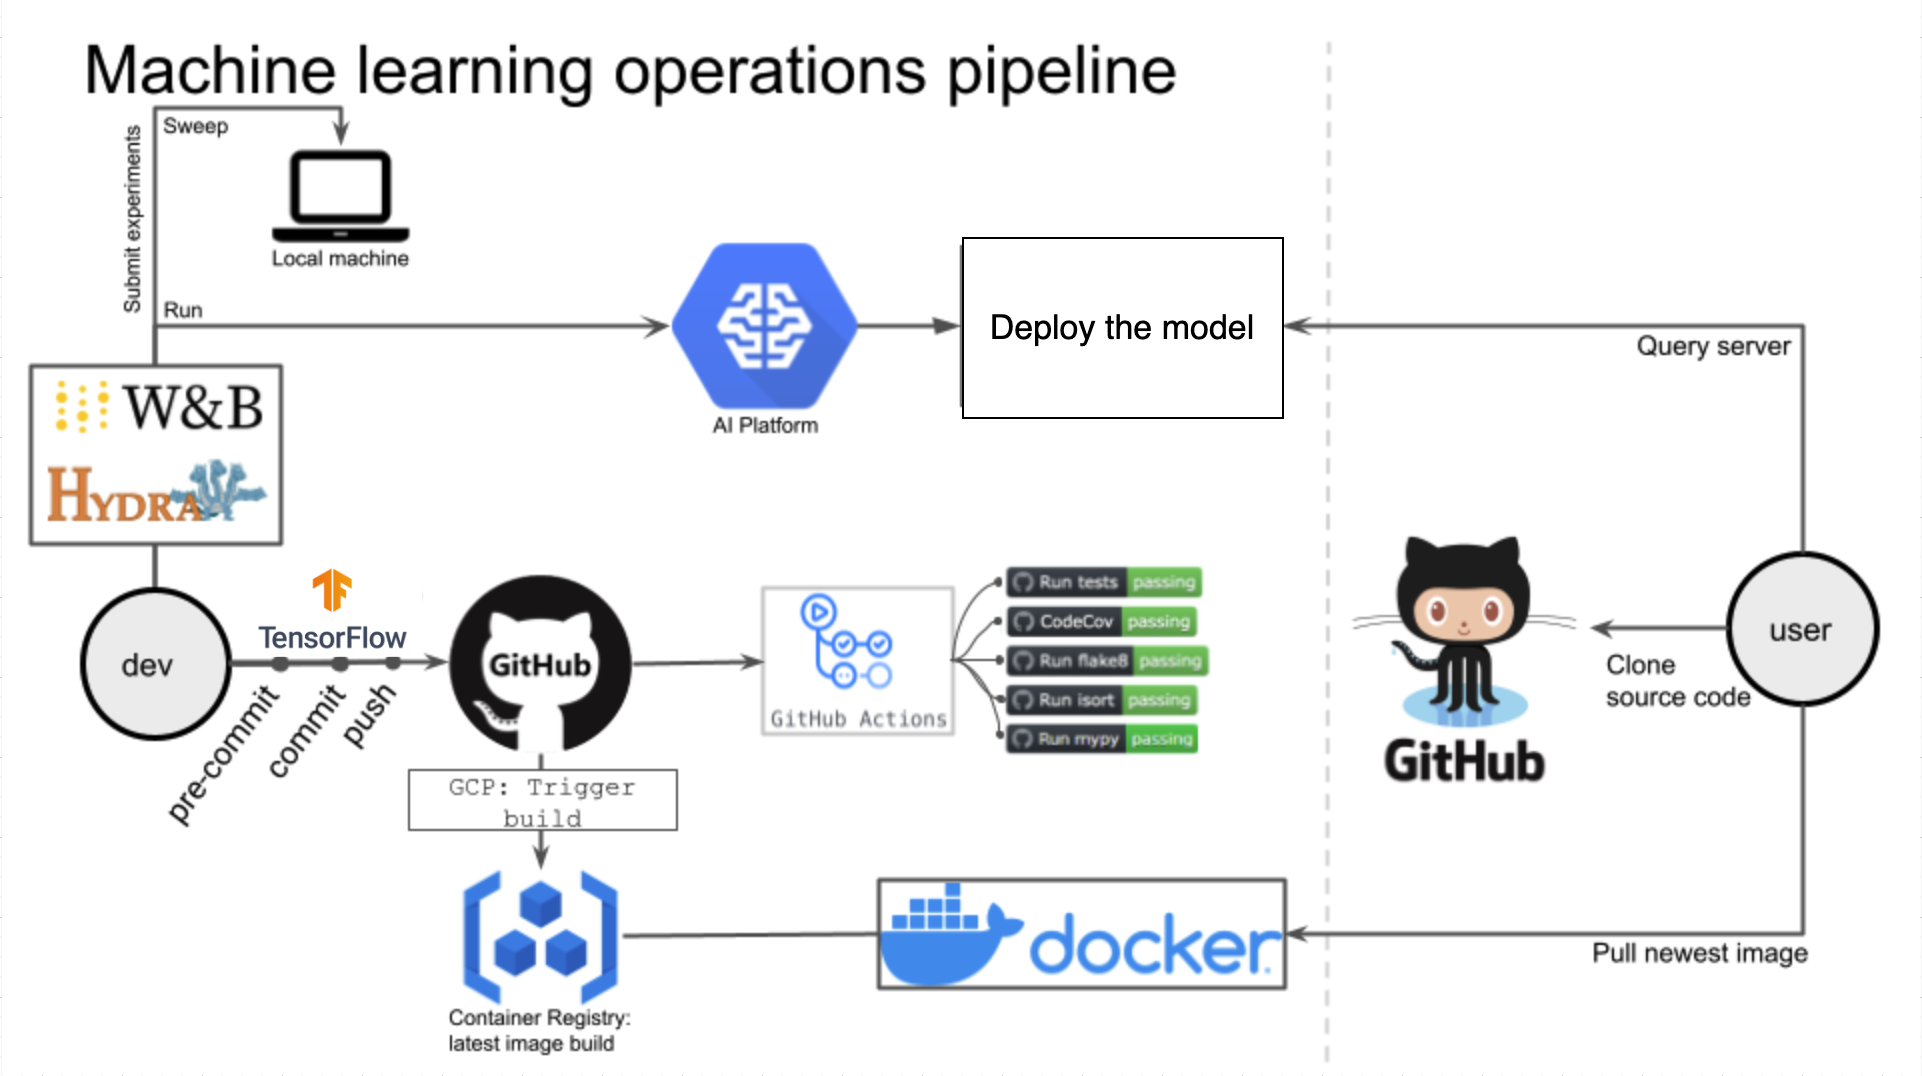 Machine learning operations pipeline
Submit experiments
Sweep
Local machine
Run
AI Platform
Deploy the model
Query server
W&B
HYDRA
dev
TensorFlow
pre-commit
commit
push
GitHub
GitHub Actions
Run tests passing
CodeCov passing
Run flake8 passing
Run isort passing
Run mypy passing
GCP: Trigger
build
Container Registry:
latest image build
docker
GitHub
Clone
source code
user
Pull newest image